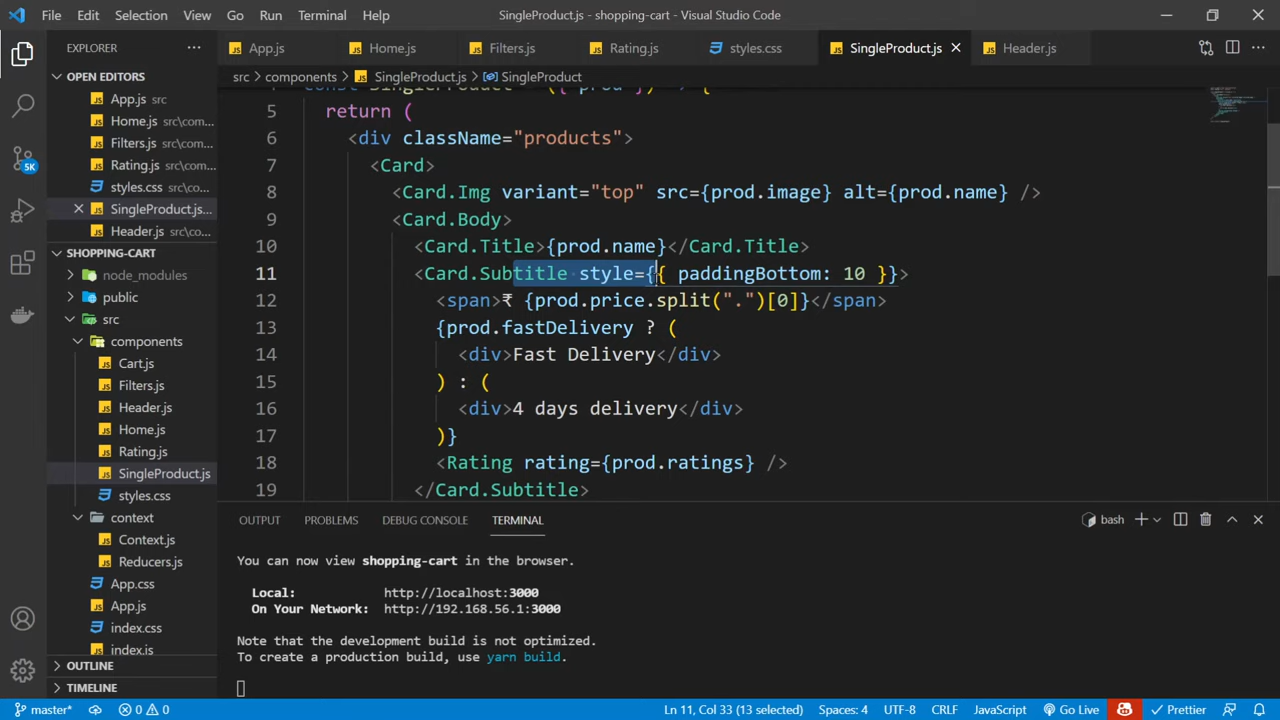 File Edit Selection View Go Run Terminal Help SingleProduct.js - shopping-cart - Visual Studio Code
EXPLORER ···
App.js Home.js Filters.js Rating.js styles.css SingleProduct.js Header.js
src > components > SingleProduct.js > SingleProduct
OPEN EDITORS
App.js src
Home.js src\com...
Filters.js src\com...
Rating.js src\com...
styles.css src\co...
SingleProduct.js...
Header.js src\co...
SHOPPING-CART
node_modules
public
src
components
Cart.js
Filters.js
Header.js
Home.js
Rating.js
SingleProduct.js
styles.css
context
Context.js
Reducers.js
App.css
App.js
index.css
index.js
OUTLINE
TIMELINE
5K
const SingleProduct = ({ prod }) => {
5 return (
6 <div className="products">
7 <Card>
8 <Card.Img variant="top" src={prod.image} alt={prod.name} />
9 <Card.Body>
10 <Card.Title>{prod.name}</Card.Title>
11 <Card.Subtitle style={{ paddingBottom: 10 }}>
12 <span>₹ {prod.price.split(".")[0]}</span>
13 {prod.fastDelivery ? (
14 <div>Fast Delivery</div>
15 ) : (
16 <div>4 days delivery</div>
17 )}
18 <Rating rating={prod.ratings} />
19 </Card.Subtitle>
OUTPUT PROBLEMS DEBUG CONSOLE TERMINAL bash
You can now view shopping-cart in the browser.
Local: http://localhost:3000
On Your Network: http://192.168.56.1:3000
Note that the development build is not optimized.
To create a production build, use yarn build.
master* 0 0 Ln 11, Col 33 (13 selected) Spaces: 4 UTF-8 CRLF JavaScript Go Live Prettier